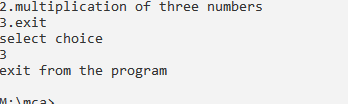 2.multiplication of three numbers
3.exit
select choice
3
exit from the program
M:\mca>